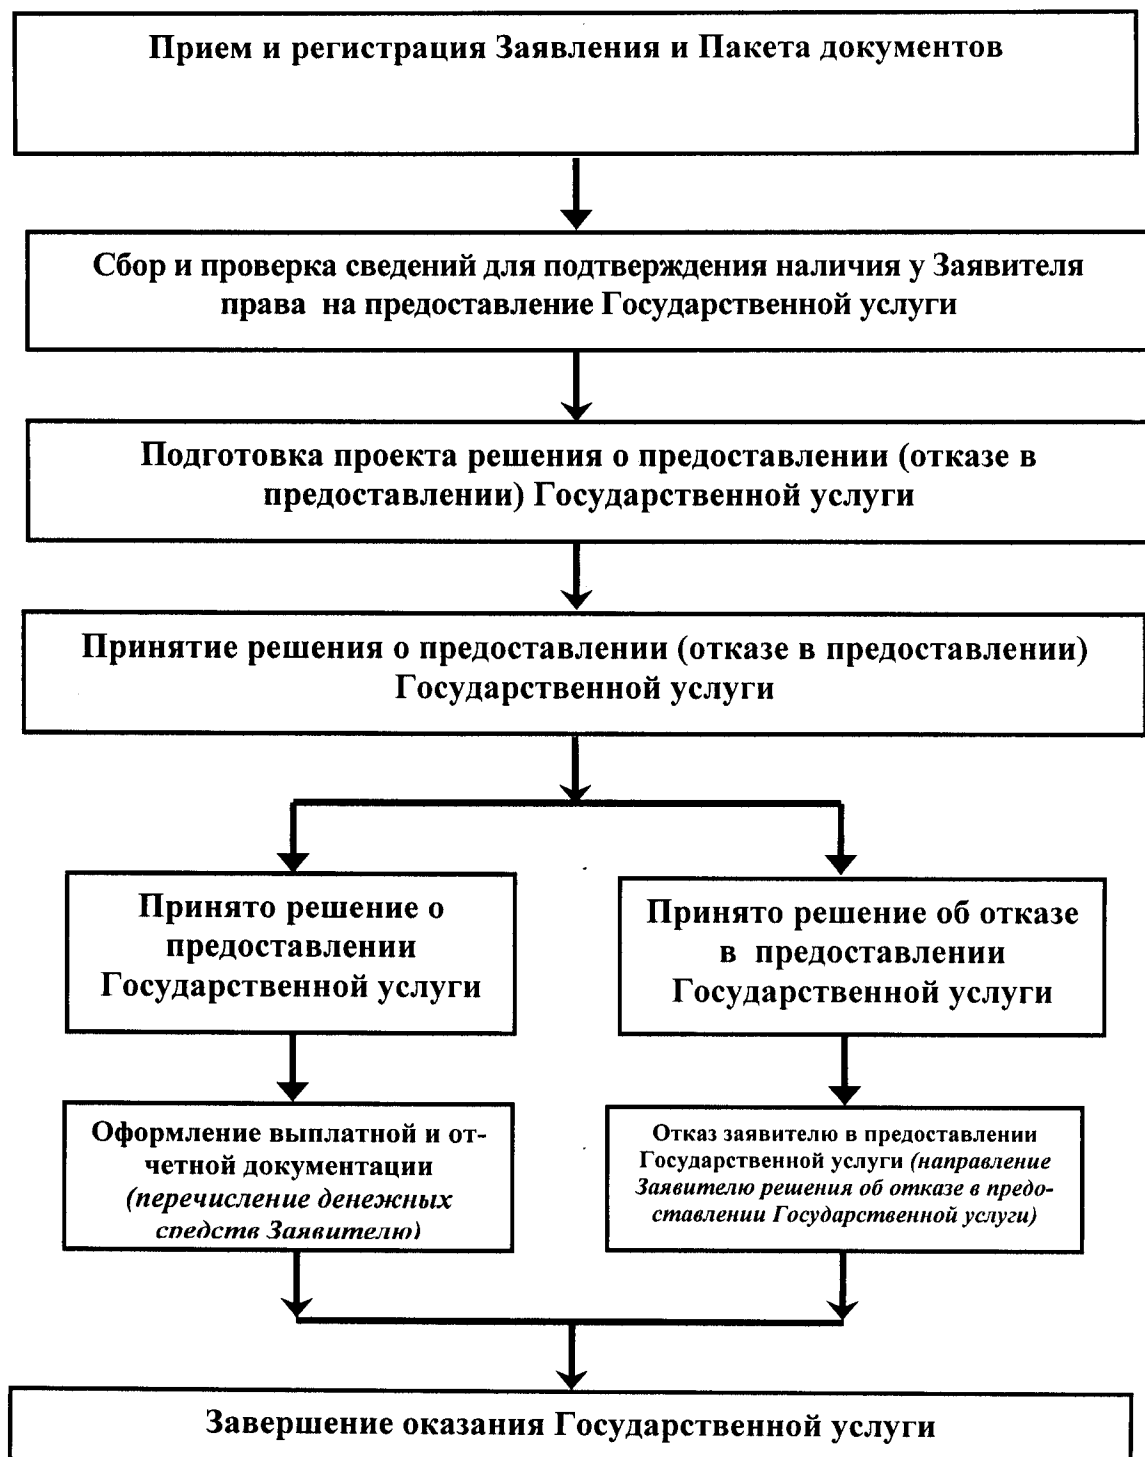 Прием и регистрация Заявления и Пакета документов
Сбор и проверка сведений для подтверждения наличия у Заявителя
права на предоставление Государственной услуги
Подготовка проекта решения о предоставлении (отказе в
предоставлении) Государственной услуги
Принятие решения о предоставлении (отказе в предоставлении)
Государственной услуги
Принято решение о
предоставлении
Государственной услуги
Принято решение об отказе
в предоставлении
Государственной услуги
Оформление выплатной и от-
четной документации
(перечисление денежных
средств Заявителю)
Отказ заявителю в предоставлении
Государственной услуги (направление
Заявителю решения об отказе в предо-
ставлении Государственной услуги)
Завершение оказания Государственной услуги